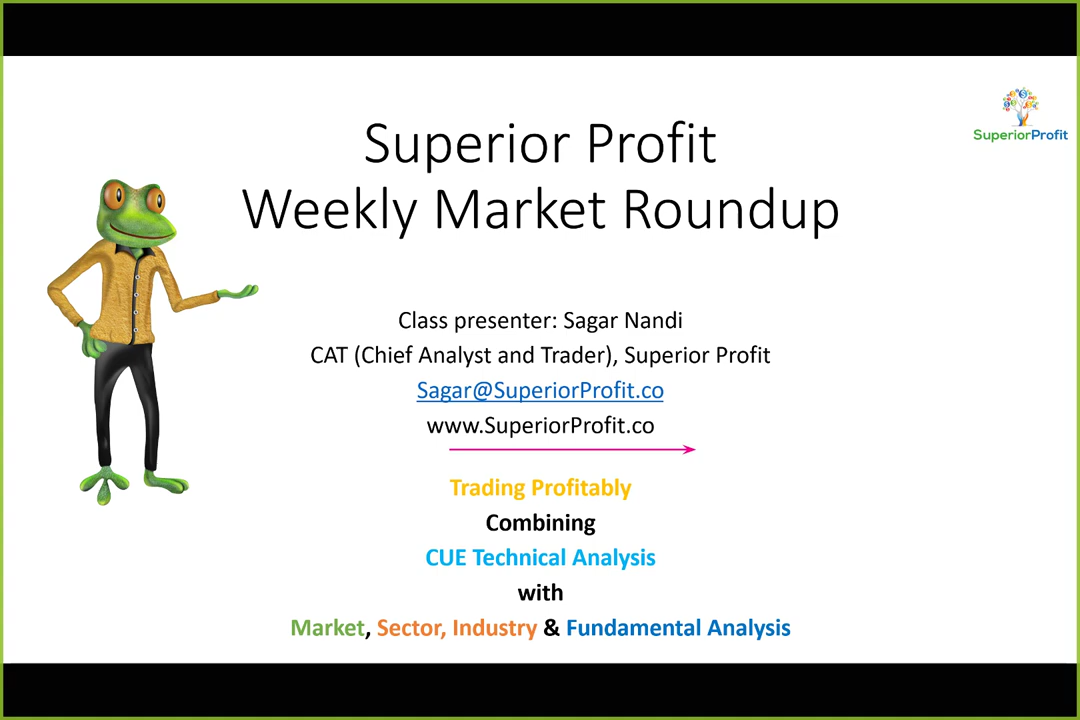 SuperiorProfit
Superior Profit
Weekly Market Roundup
Class presenter: Sagar Nandi
CAT (Chief Analyst and Trader), Superior Profit
Sagar@SuperiorProfit.co
www.SuperiorProfit.co
Trading Profitably
Combining
CUE Technical Analysis
with
Market, Sector, Industry & Fundamental Analysis